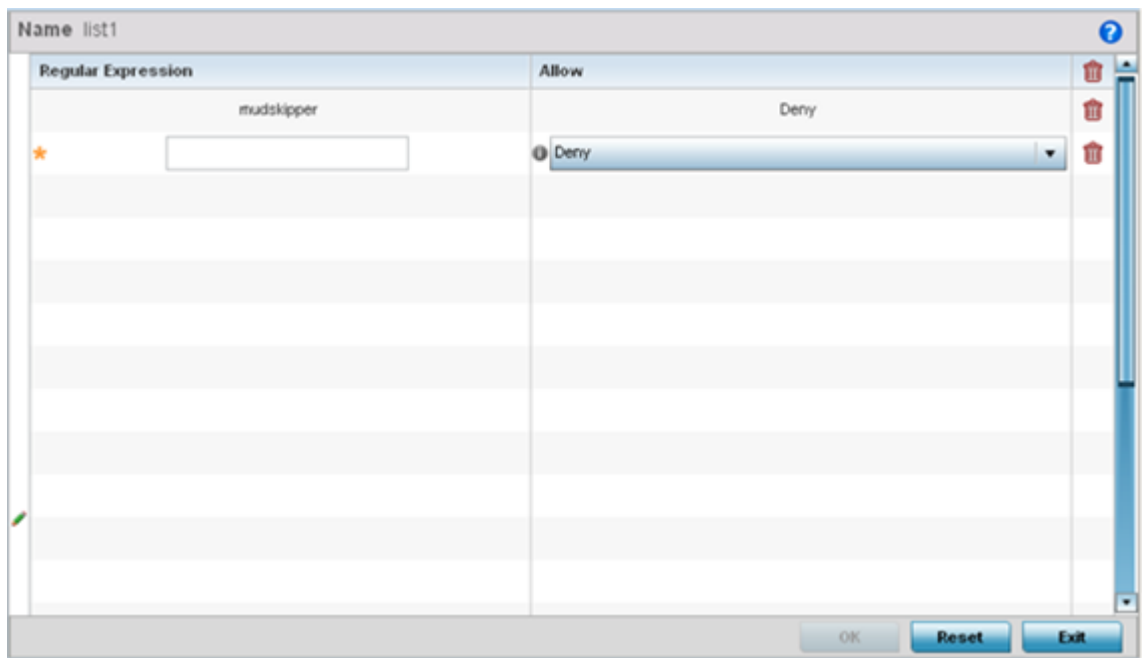 Name list1
Regular Expression Allow
mudskipper Deny
Deny
OK Reset Exit